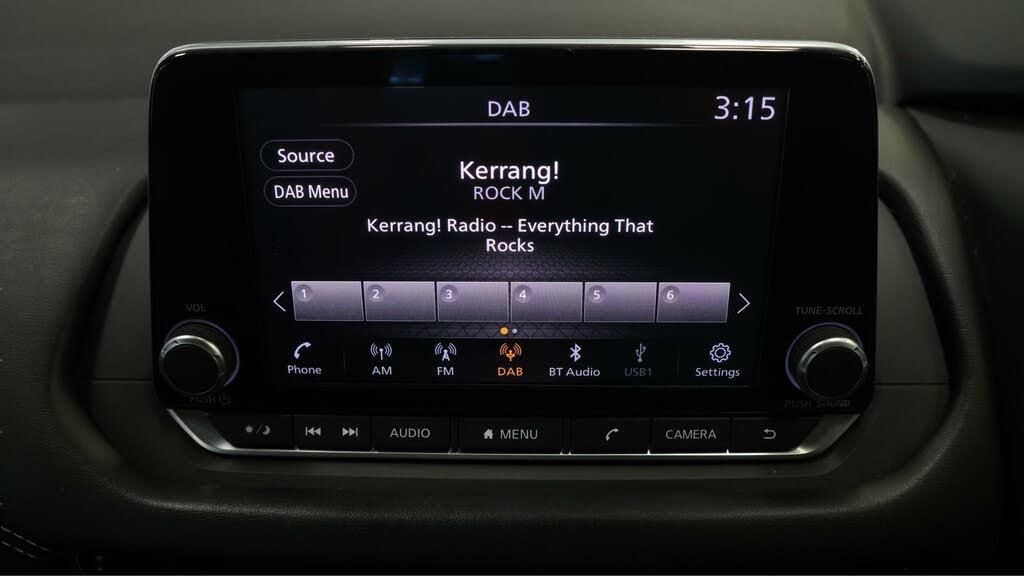 DAB
3:15
Source
DAB Menu
Kerrang!
ROCK M
Kerrang! Radio -- Everything That
Rocks
1 2 3 4 5 6
Phone AM FM DAB BT Audio USB1 Settings
VOL
TUNE·SCROLL
PUSH
PUSH SOUND
AUDIO MENU CAMERA